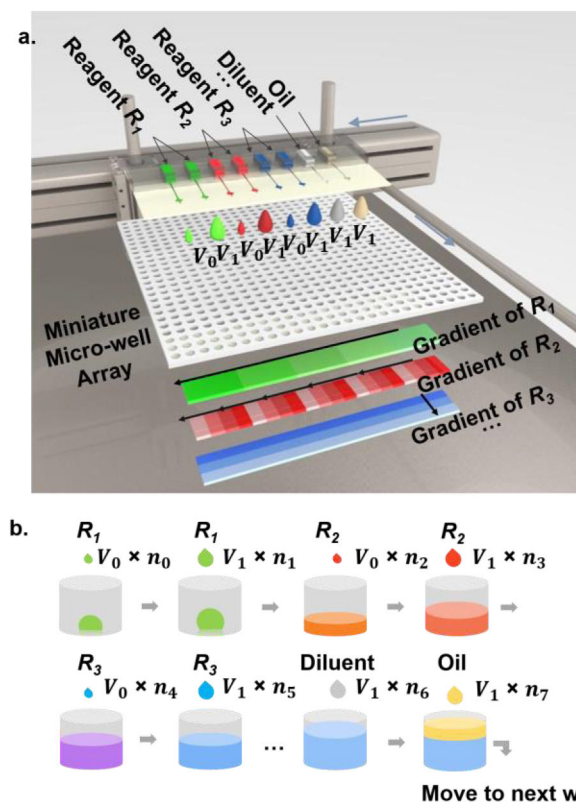 a.
Reagent R₁
Reagent R₂
Reagent R₃
...
Diluent
Oil
V₀ V₁ V₀ V₁ V₀ V₁ V₁ V₁
Miniature
Micro-well
Array
Gradient of R₁
Gradient of R₂
Gradient of R₃
...
b.
R₁ R₁ R₂ R₂
V₀ × n₀ V₁ × n₁ V₀ × n₂ V₁ × n₃
R₃ R₃ Diluent Oil
V₀ × n₄ V₁ × n₅ V₁ × n₆ V₁ × n₇
...
Move to next w